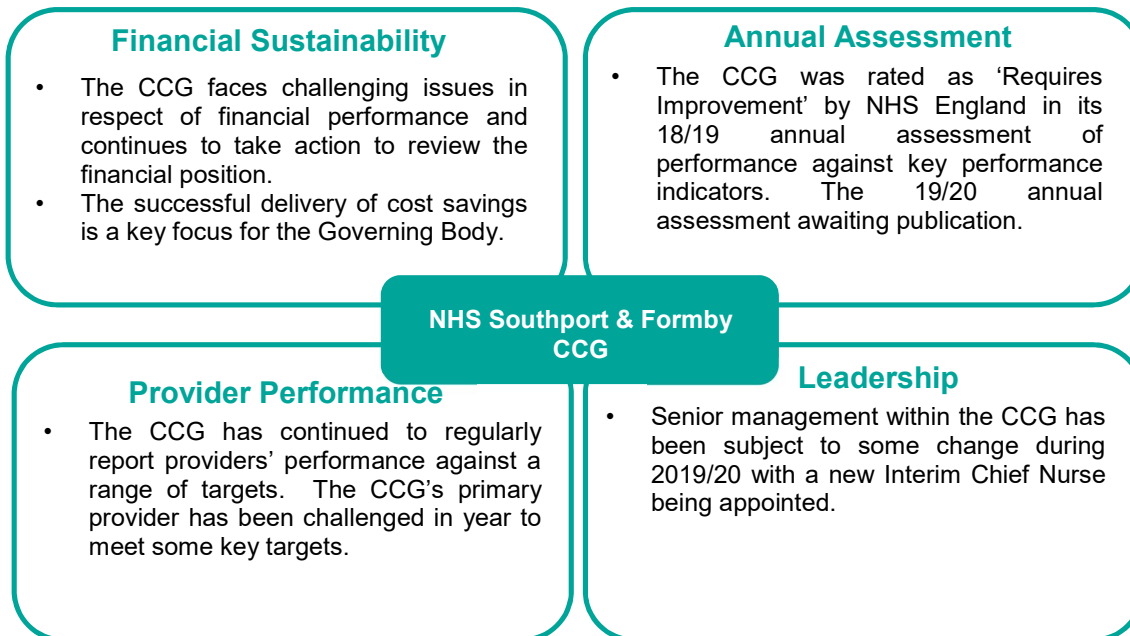 Financial Sustainability
• The CCG faces challenging issues in
respect of financial performance and
continues to take action to review the
financial position.
• The successful delivery of cost savings
is a key focus for the Governing Body.
Annual Assessment
• The CCG was rated as ‘Requires
Improvement’ by NHS England in its
18/19 annual assessment of
performance against key performance
indicators. The 19/20 annual
assessment awaiting publication.
NHS Southport & Formby
CCG
Provider Performance
• The CCG has continued to regularly
report providers’ performance against a
range of targets. The CCG’s primary
provider has been challenged in year to
meet some key targets.
Leadership
• Senior management within the CCG has
been subject to some change during
2019/20 with a new Interim Chief Nurse
being appointed.